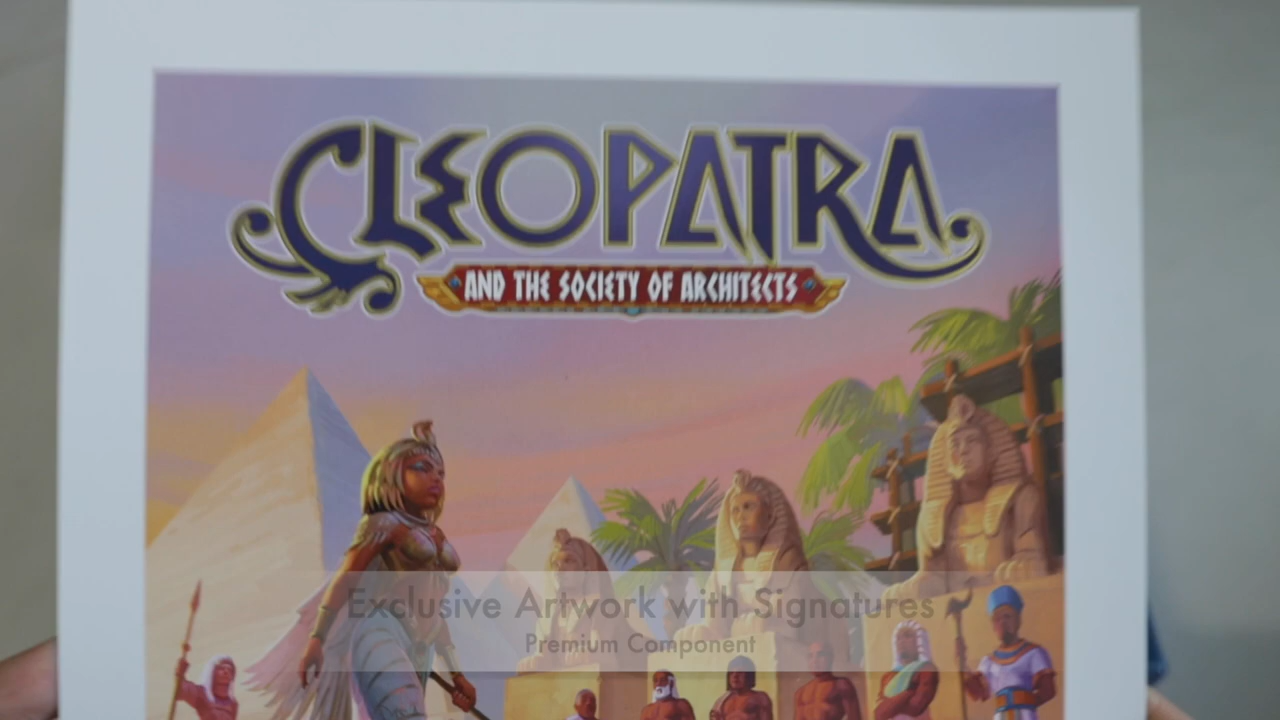 CLEOPATRA
AND THE SOCIETY OF ARCHITECTS
Exclusive Artwork with Signatures
Premium Component